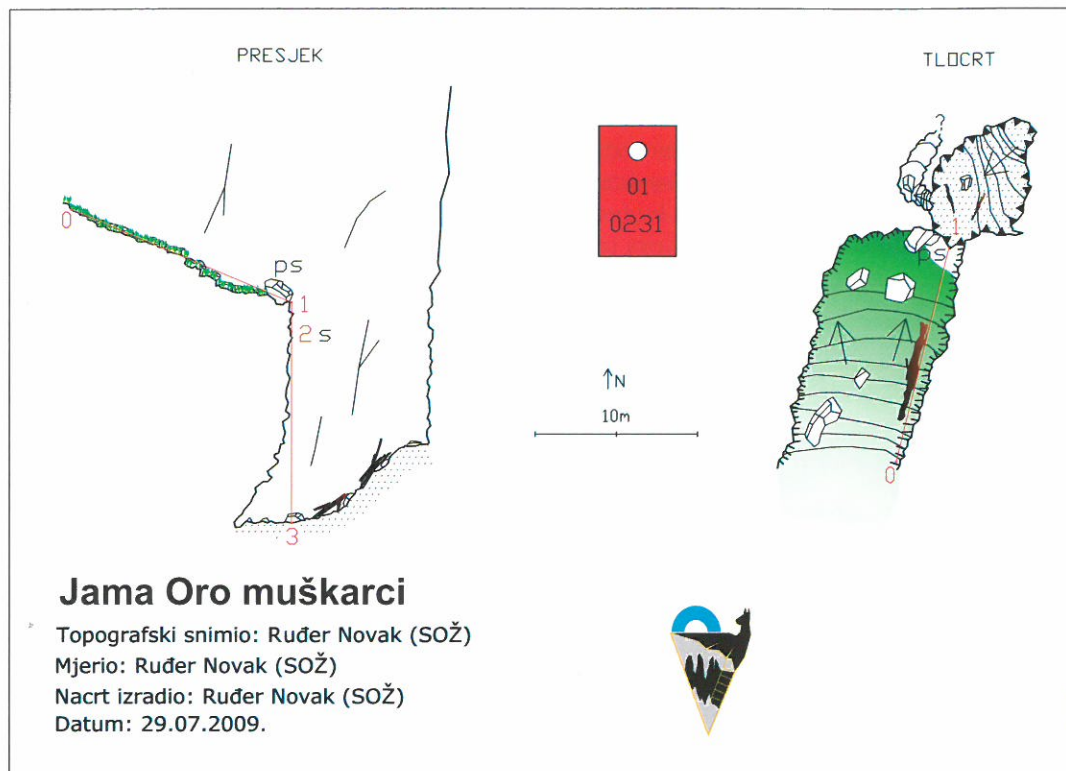 PRESJEK
TLOCRT
01
0231
?
0
ps
1
2 s
3
1
ps
0
↑N
10m
Jama Oro muškarci
Topografski snimio: Ruđer Novak (SOŽ)
Mjerio: Ruđer Novak (SOŽ)
Nacrt izradio: Ruđer Novak (SOŽ)
Datum: 29.07.2009.